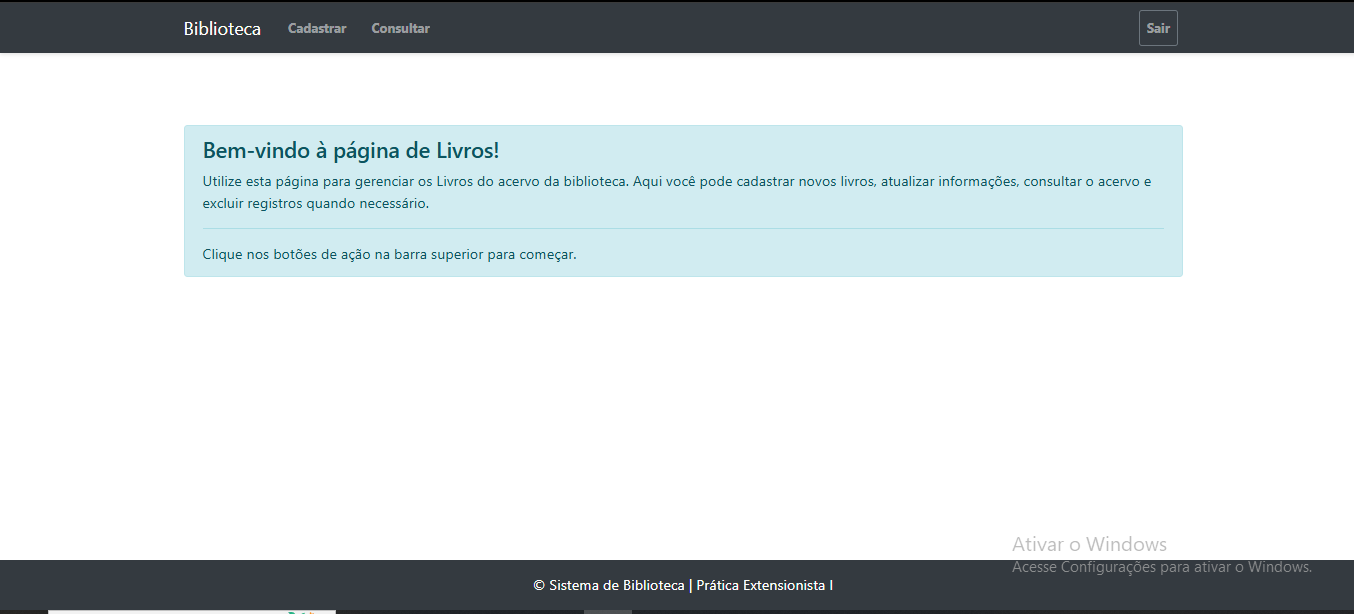 Biblioteca Cadastrar Consultar Sair
Bem-vindo à página de Livros!
Utilize esta página para gerenciar os Livros do acervo da biblioteca. Aqui você pode cadastrar novos livros, atualizar informações, consultar o acervo e
excluir registros quando necessário.
Clique nos botões de ação na barra superior para começar.
Ativar o Windows
Acesse Configurações para ativar o Windows.
© Sistema de Biblioteca | Prática Extensionista I